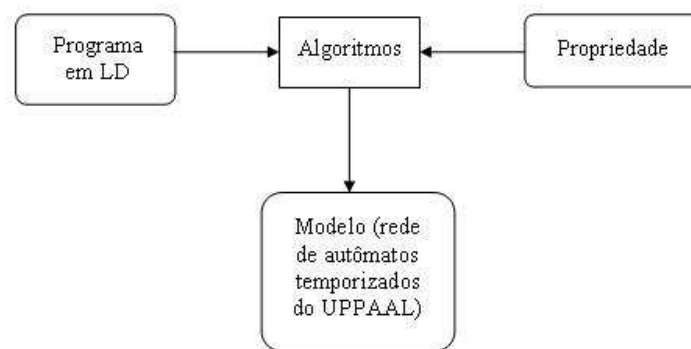 Programa
em LD
Algoritmos
Propriedade
Modelo (rede
de autômatos
temporizados
do UPPAAL)